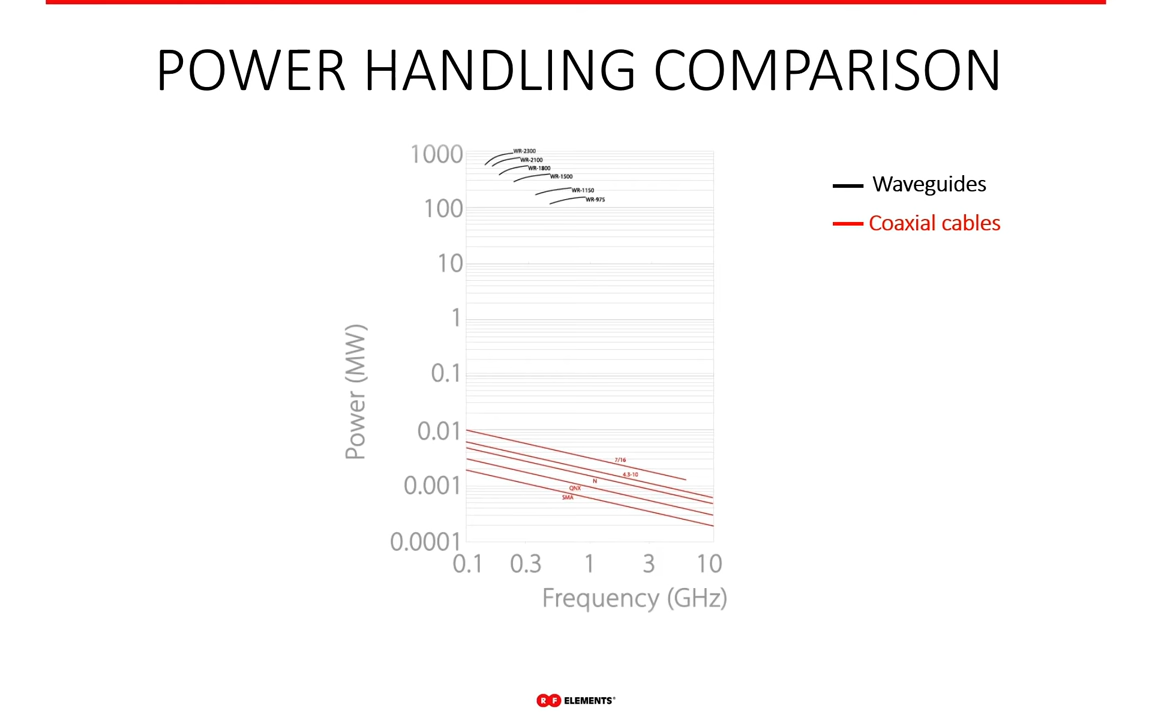 POWER HANDLING COMPARISON
1000
100
10
1
0.1
0.01
0.001
0.0001
Power (MW)
WR-2300
WR-2100
WR-1800
WR-1500
WR-1150
WR-975
7/16
4.3-10
N
QNX
SMA
0.1 0.3 1 3 10
Frequency (GHz)
Waveguides
Coaxial cables
RF ELEMENTS®